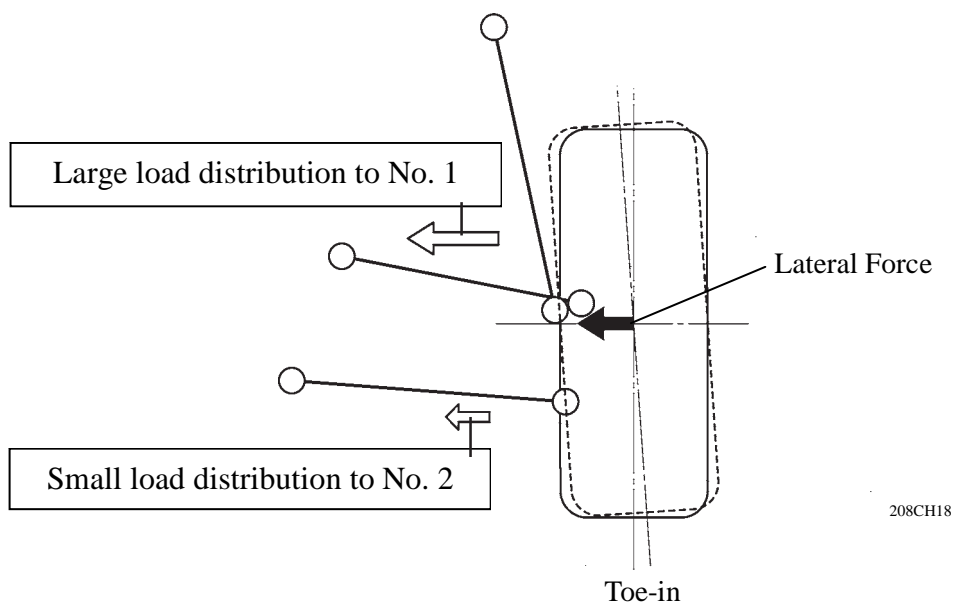 Large load distribution to No. 1
Lateral Force
Small load distribution to No. 2
208CH18
Toe-in